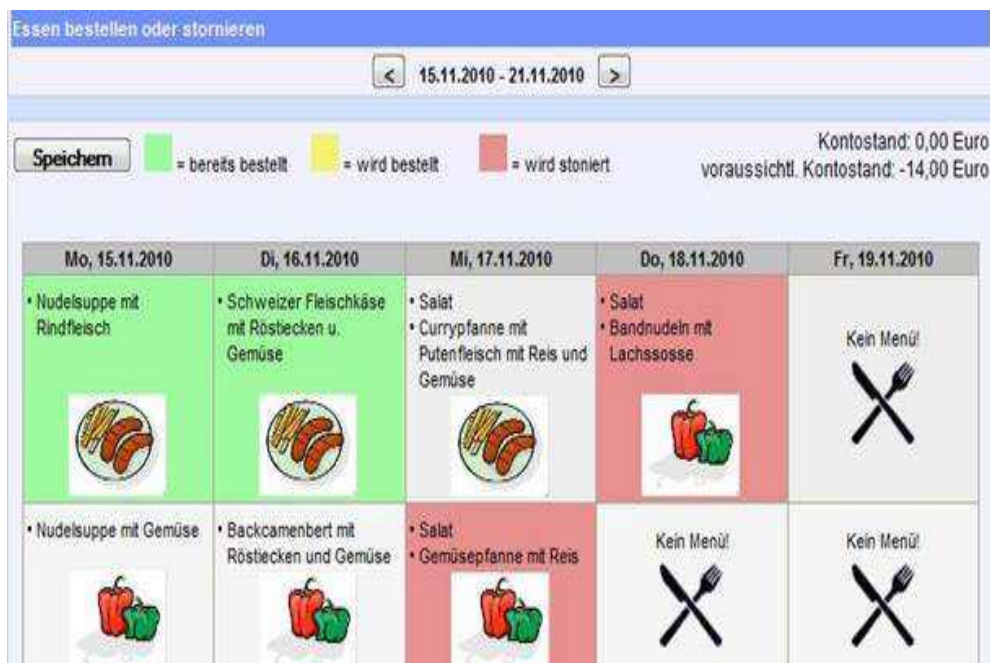 Essen bestellen oder stornieren
< 15.11.2010 - 21.11.2010 >
Speichern = bereits bestellt = wird bestellt = wird stoniert
Kontostand: 0,00 Euro
voraussichtl. Kontostand: -14,00 Euro
Mo, 15.11.2010 Di, 16.11.2010 Mi, 17.11.2010 Do, 18.11.2010 Fr, 19.11.2010
• Nudelsuppe mit
Rindfleisch
• Schweizer Fleischkäse
mit Röstiecken u.
Gemüse
• Salat
• Currypfanne mit
Putenfleisch mit Reis und
Gemüse
• Salat
• Bandnudeln mit
Lachssosse
Kein Menü!
• Nudelsuppe mit Gemüse
• Backcamenbert mit
Röstiecken und Gemüse
• Salat
• Gemüsepfanne mit Reis
Kein Menü!
Kein Menü!